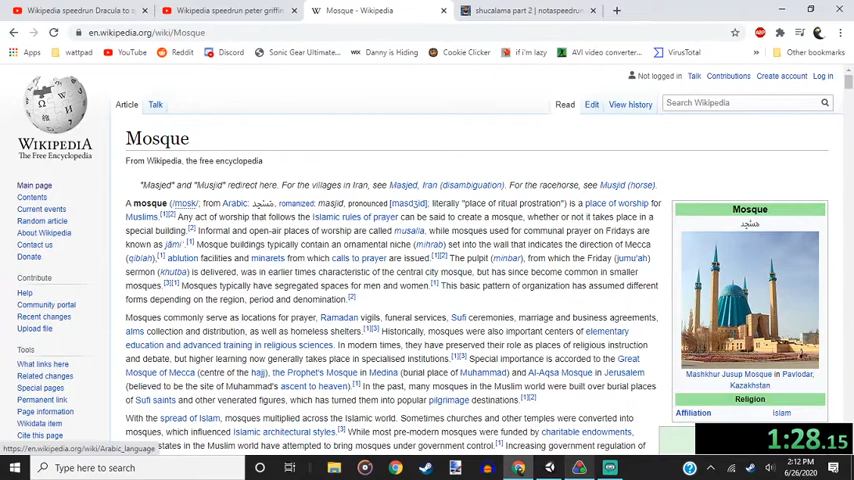 Wikipedia speedrun Dracula to s
Wikipedia speedrun peter griffin
Mosque - Wikipedia
shucalama part 2 | notaspeedrun
en.wikipedia.org/wiki/Mosque
Apps
wattpad
YouTube
Reddit
Discord
Sonic Gear Ultimate...
Danny is Hiding
Cookie Clicker
if i'm lazy
AVI video converte...
VirusTotal
Other bookmarks
Not logged in Talk Contributions Create account Log in
Article Talk
Read Edit View history
Search Wikipedia
WIKIPEDIA
The Free Encyclopedia
Main page
Contents
Current events
Random article
About Wikipedia
Contact us
Donate
Contribute
Help
Community portal
Recent changes
Upload file
Tools
What links here
Related changes
Special pages
Permanent link
Page information
Wikidata item
Cite this page
Mosque
From Wikipedia, the free encyclopedia
"Masjed" and "Musjid" redirect here. For the villages in Iran, see Masjed, Iran (disambiguation). For the racehorse, see Musjid (horse).
A mosque (/mɒsk/; from Arabic: مَسْجِد, romanized: masjid, pronounced [masdʒid]; literally "place of ritual prostration") is a place of worship for
Muslims.[1][2] Any act of worship that follows the Islamic rules of prayer can be said to create a mosque, whether or not it takes place in a
special building.[2] Informal and open-air places of worship are called musalla, while mosques used for communal prayer on Fridays are
known as jāmiʿ.[1] Mosque buildings typically contain an ornamental niche (mihrab) set into the wall that indicates the direction of Mecca
(qiblah),[1] ablution facilities and minarets from which calls to prayer are issued.[1][2] The pulpit (minbar), from which the Friday (jumu'ah)
sermon (khutba) is delivered, was in earlier times characteristic of the central city mosque, but has since become common in smaller
mosques.[3][1] Mosques typically have segregated spaces for men and women.[1] This basic pattern of organization has assumed different
forms depending on the region, period and denomination.[2]
Mosques commonly serve as locations for prayer, Ramadan vigils, funeral services, Sufi ceremonies, marriage and business agreements,
alms collection and distribution, as well as homeless shelters.[1][3] Historically, mosques were also important centers of elementary
education and advanced training in religious sciences. In modern times, they have preserved their role as places of religious instruction
and debate, but higher learning now generally takes place in specialised institutions.[1][3] Special importance is accorded to the Great
Mosque of Mecca (centre of the hajj), the Prophet's Mosque in Medina (burial place of Muhammad) and Al-Aqsa Mosque in Jerusalem
(believed to be the site of Muhammad's ascent to heaven).[1] In the past, many mosques in the Muslim world were built over burial places
of Sufi saints and other venerated figures, which has turned them into popular pilgrimage destinations.[1][2]
With the spread of Islam, mosques multiplied across the Islamic world. Sometimes churches and other temples were converted into
mosques, which influenced Islamic architectural styles.[3] While most pre-modern mosques were funded by charitable endowments,
states in the Muslim world have attempted to bring mosques under government control.[1] Increasing government regulation of
Mosque
مَسْجِد
Mashkhur Jusup Mosque in Pavlodar,
Kazakhstan
Religion
Affiliation Islam
https://en.wikipedia.org/wiki/Arabic_language
1:28.15
Type here to search
2:12 PM
6/26/2020